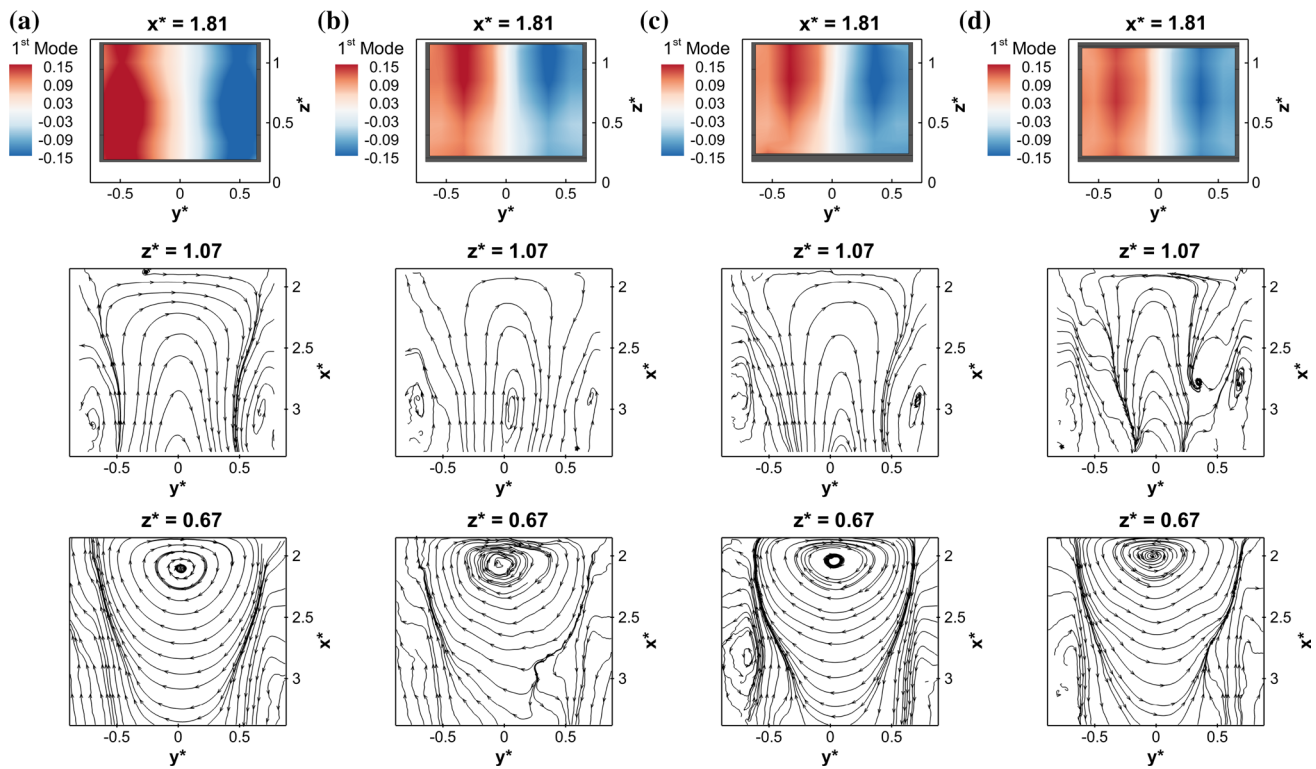 (a) (b) (c) (d)
x* = 1.81 x* = 1.81 x* = 1.81 x* = 1.81
1st Mode 1st Mode 1st Mode 1st Mode
0.15 1 0.15 1 0.15 1 0.15 1
0.09 0.09 0.09 0.09
0.03 z* 0.03 z* 0.03 z* 0.03 z*
-0.03 0.5 -0.03 0.5 -0.03 0.5 -0.03 0.5
-0.09 -0.09 -0.09 -0.09
-0.15 -0.15 -0.15 -0.15
0 0 0 0
-0.5 0 0.5 -0.5 0 0.5 -0.5 0 0.5 -0.5 0 0.5
y* y* y* y*
z* = 1.07 z* = 1.07 z* = 1.07 z* = 1.07
2 2 2 2
2.5 2.5 2.5 2.5
x* x* x* x*
3 3 3 3
-0.5 0 0.5 -0.5 0 0.5 -0.5 0 0.5 -0.5 0 0.5
y* y* y* y*
z* = 0.67 z* = 0.67 z* = 0.67 z* = 0.67
2 2 2 2
2.5 2.5 2.5 2.5
x* x* x* x*
3 3 3 3
-0.5 0 0.5 -0.5 0 0.5 -0.5 0 0.5 -0.5 0 0.5
y* y* y* y*